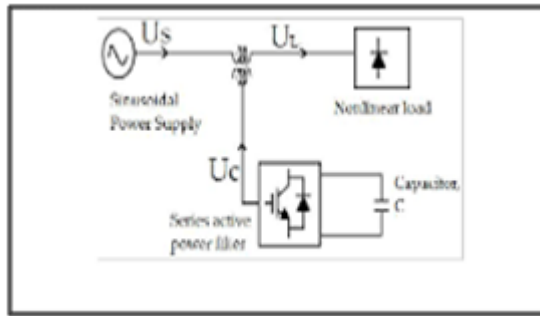 US
UL
Sinusoidal
Power Supply
Nonlinear load
UC
Series active
power filter
Capacitor,
C